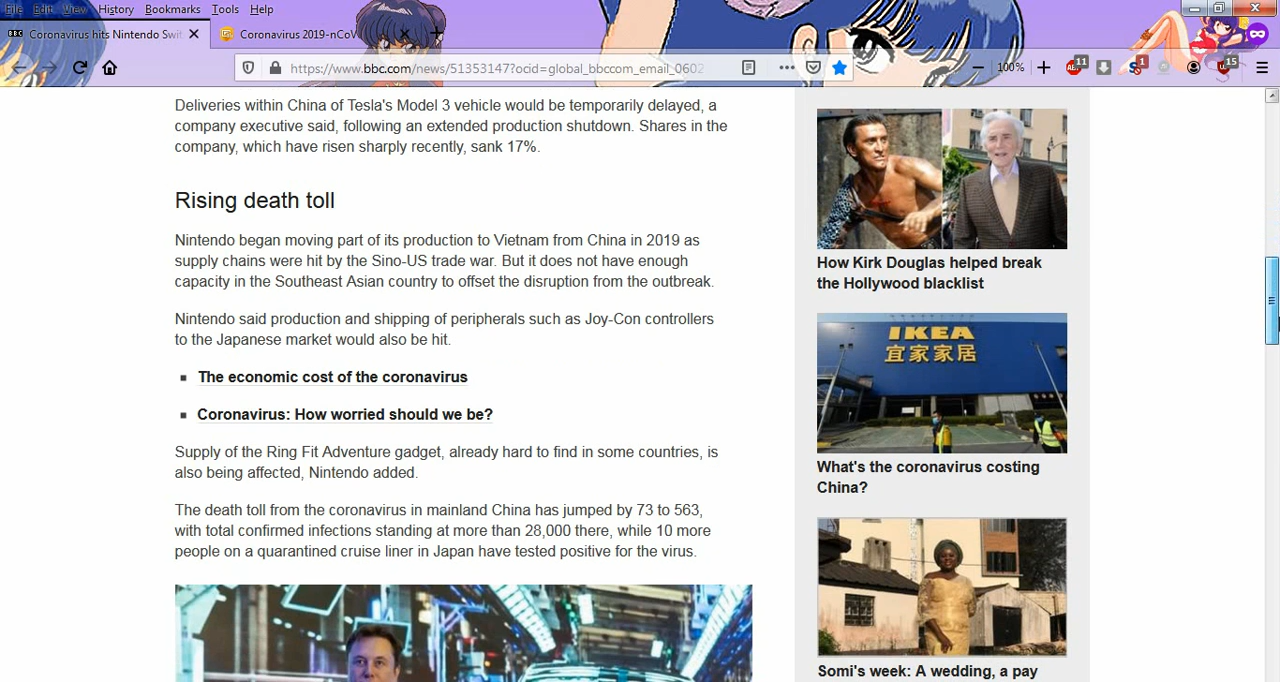 File Edit View History Bookmarks Tools Help
BBC Coronavirus hits Nintendo Swit
Coronavirus 2019-nCoV
https://www.bbc.com/news/51353147?ocid=global_bbccom_email_0602
100%
11
1
15
Deliveries within China of Tesla's Model 3 vehicle would be temporarily delayed, a
company executive said, following an extended production shutdown. Shares in the
company, which have risen sharply recently, sank 17%.
Rising death toll
Nintendo began moving part of its production to Vietnam from China in 2019 as
supply chains were hit by the Sino-US trade war. But it does not have enough
capacity in the Southeast Asian country to offset the disruption from the outbreak.
Nintendo said production and shipping of peripherals such as Joy-Con controllers
to the Japanese market would also be hit.
The economic cost of the coronavirus
Coronavirus: How worried should we be?
Supply of the Ring Fit Adventure gadget, already hard to find in some countries, is
also being affected, Nintendo added.
The death toll from the coronavirus in mainland China has jumped by 73 to 563,
with total confirmed infections standing at more than 28,000 there, while 10 more
people on a quarantined cruise liner in Japan have tested positive for the virus.
How Kirk Douglas helped break
the Hollywood blacklist
IKEA
宜家家居
What's the coronavirus costing
China?
Somi's week: A wedding, a pay